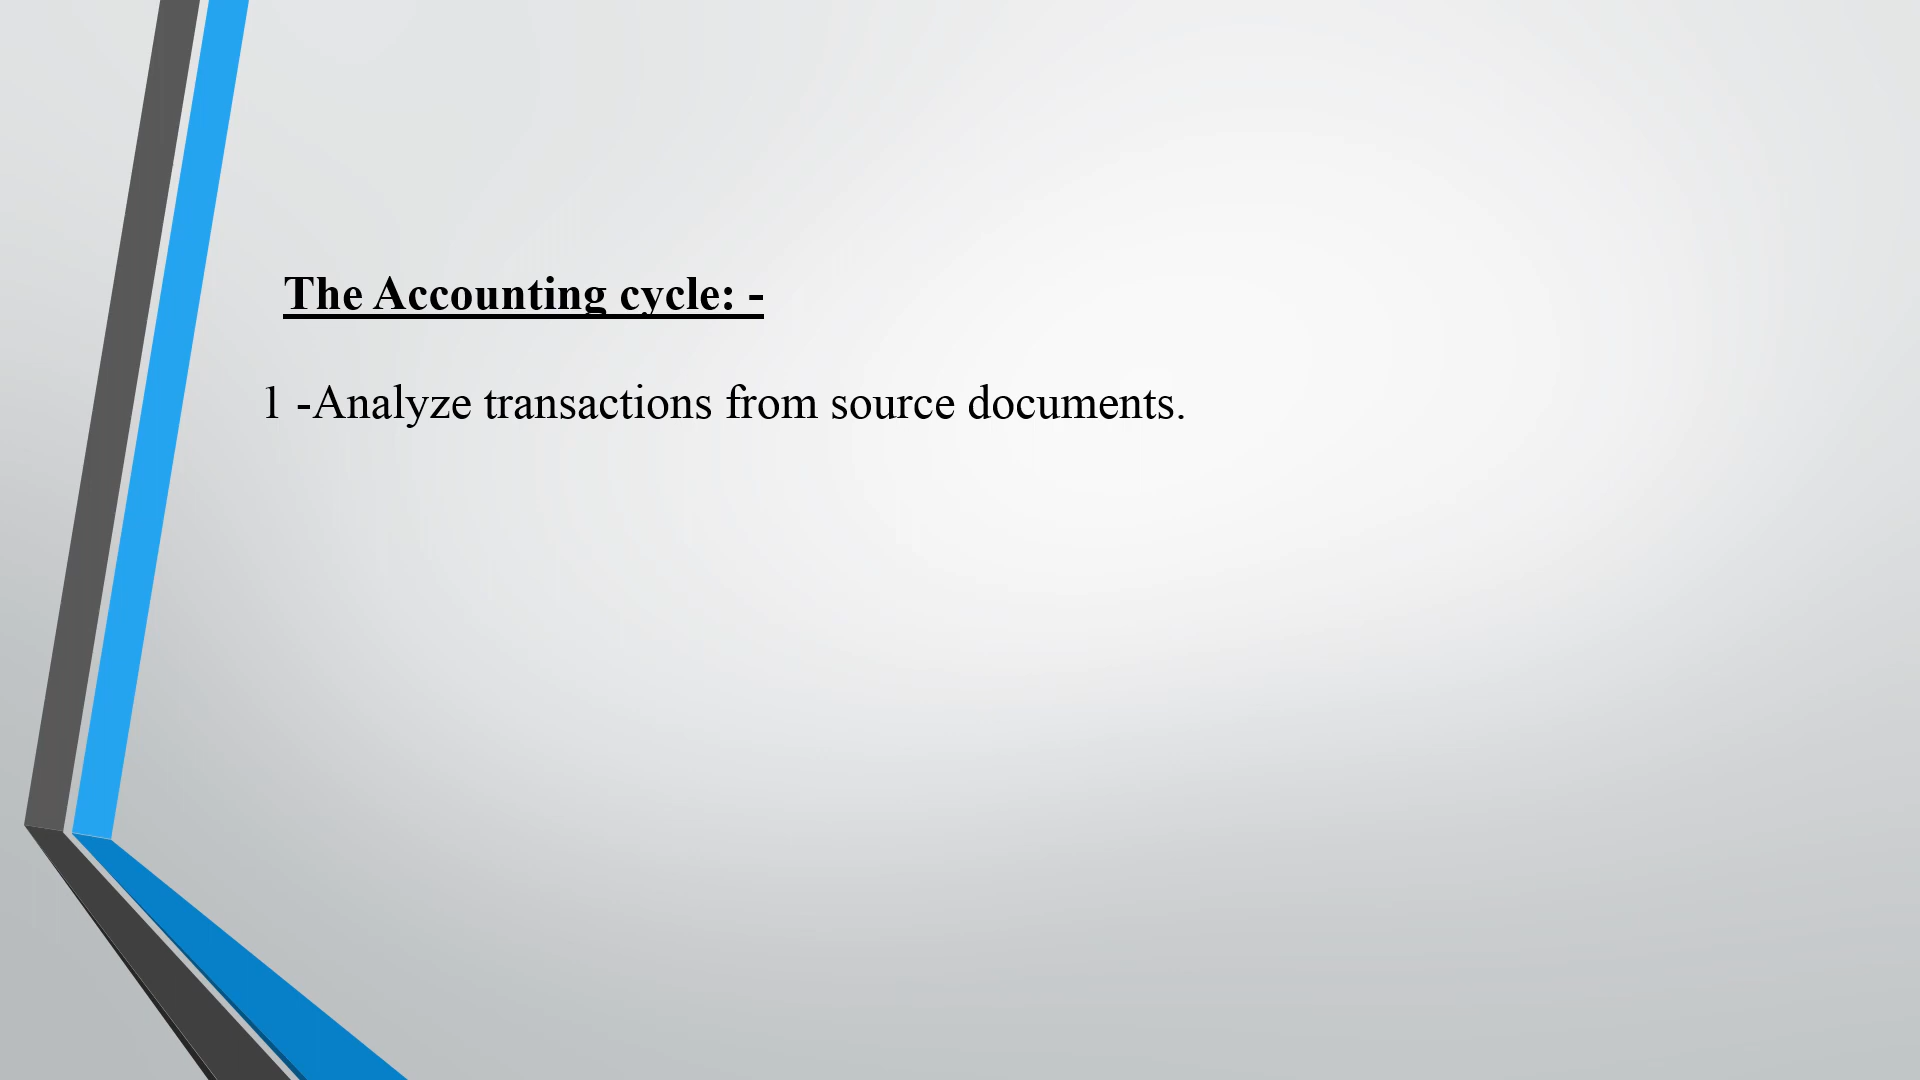 The Accounting cycle: -
1 -Analyze transactions from source documents.